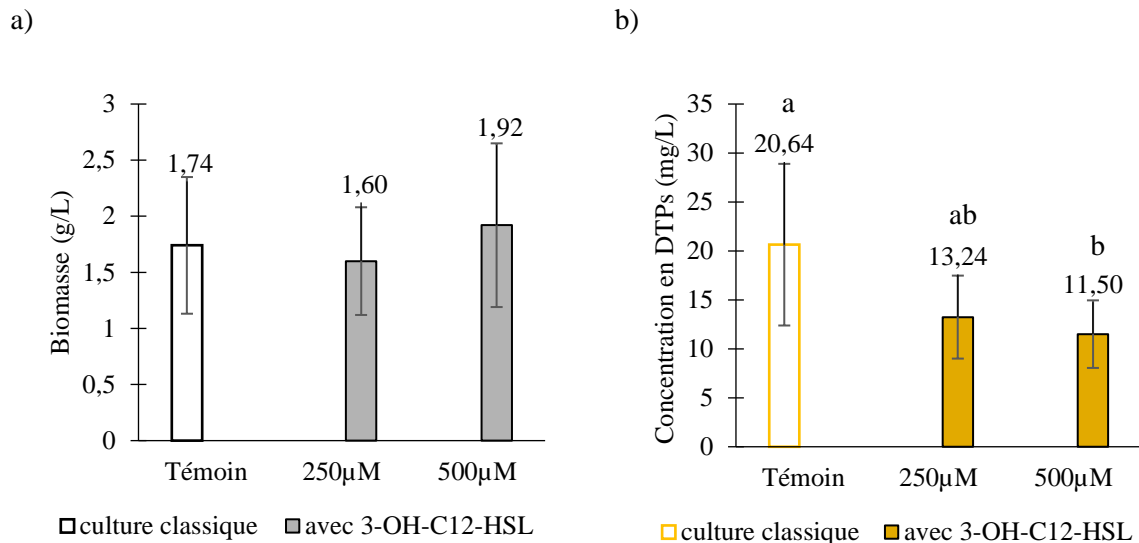 a)
3
2,5
2
1,5
1
0,5
0
Biomasse (g/L)
1,74
1,60
1,92
Témoin 250µM 500µM
culture classique avec 3-OH-C12-HSL
b)
35
30
25
20
15
10
5
0
Concentration en DTPs (mg/L)
a
20,64
ab
13,24
b
11,50
Témoin 250µM 500µM
culture classique avec 3-OH-C12-HSL